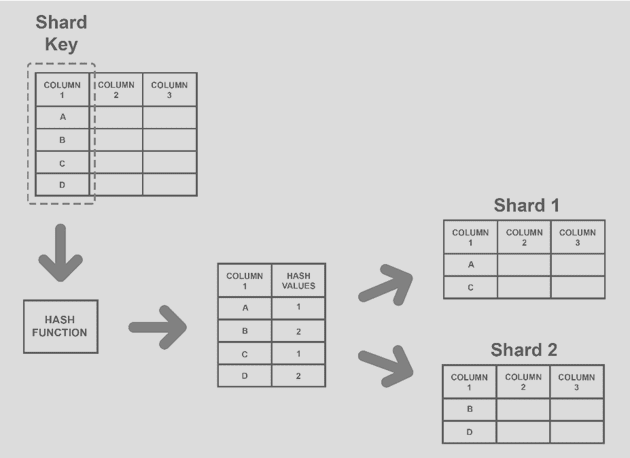 Shard
Key
COLUMN 1 COLUMN 2 COLUMN 3
A
B
C
D
HASH
FUNCTION
COLUMN 1 HASH VALUES
A 1
B 2
C 1
D 2
Shard 1
COLUMN 1 COLUMN 2 COLUMN 3
A
C
Shard 2
COLUMN 1 COLUMN 2 COLUMN 3
B
D